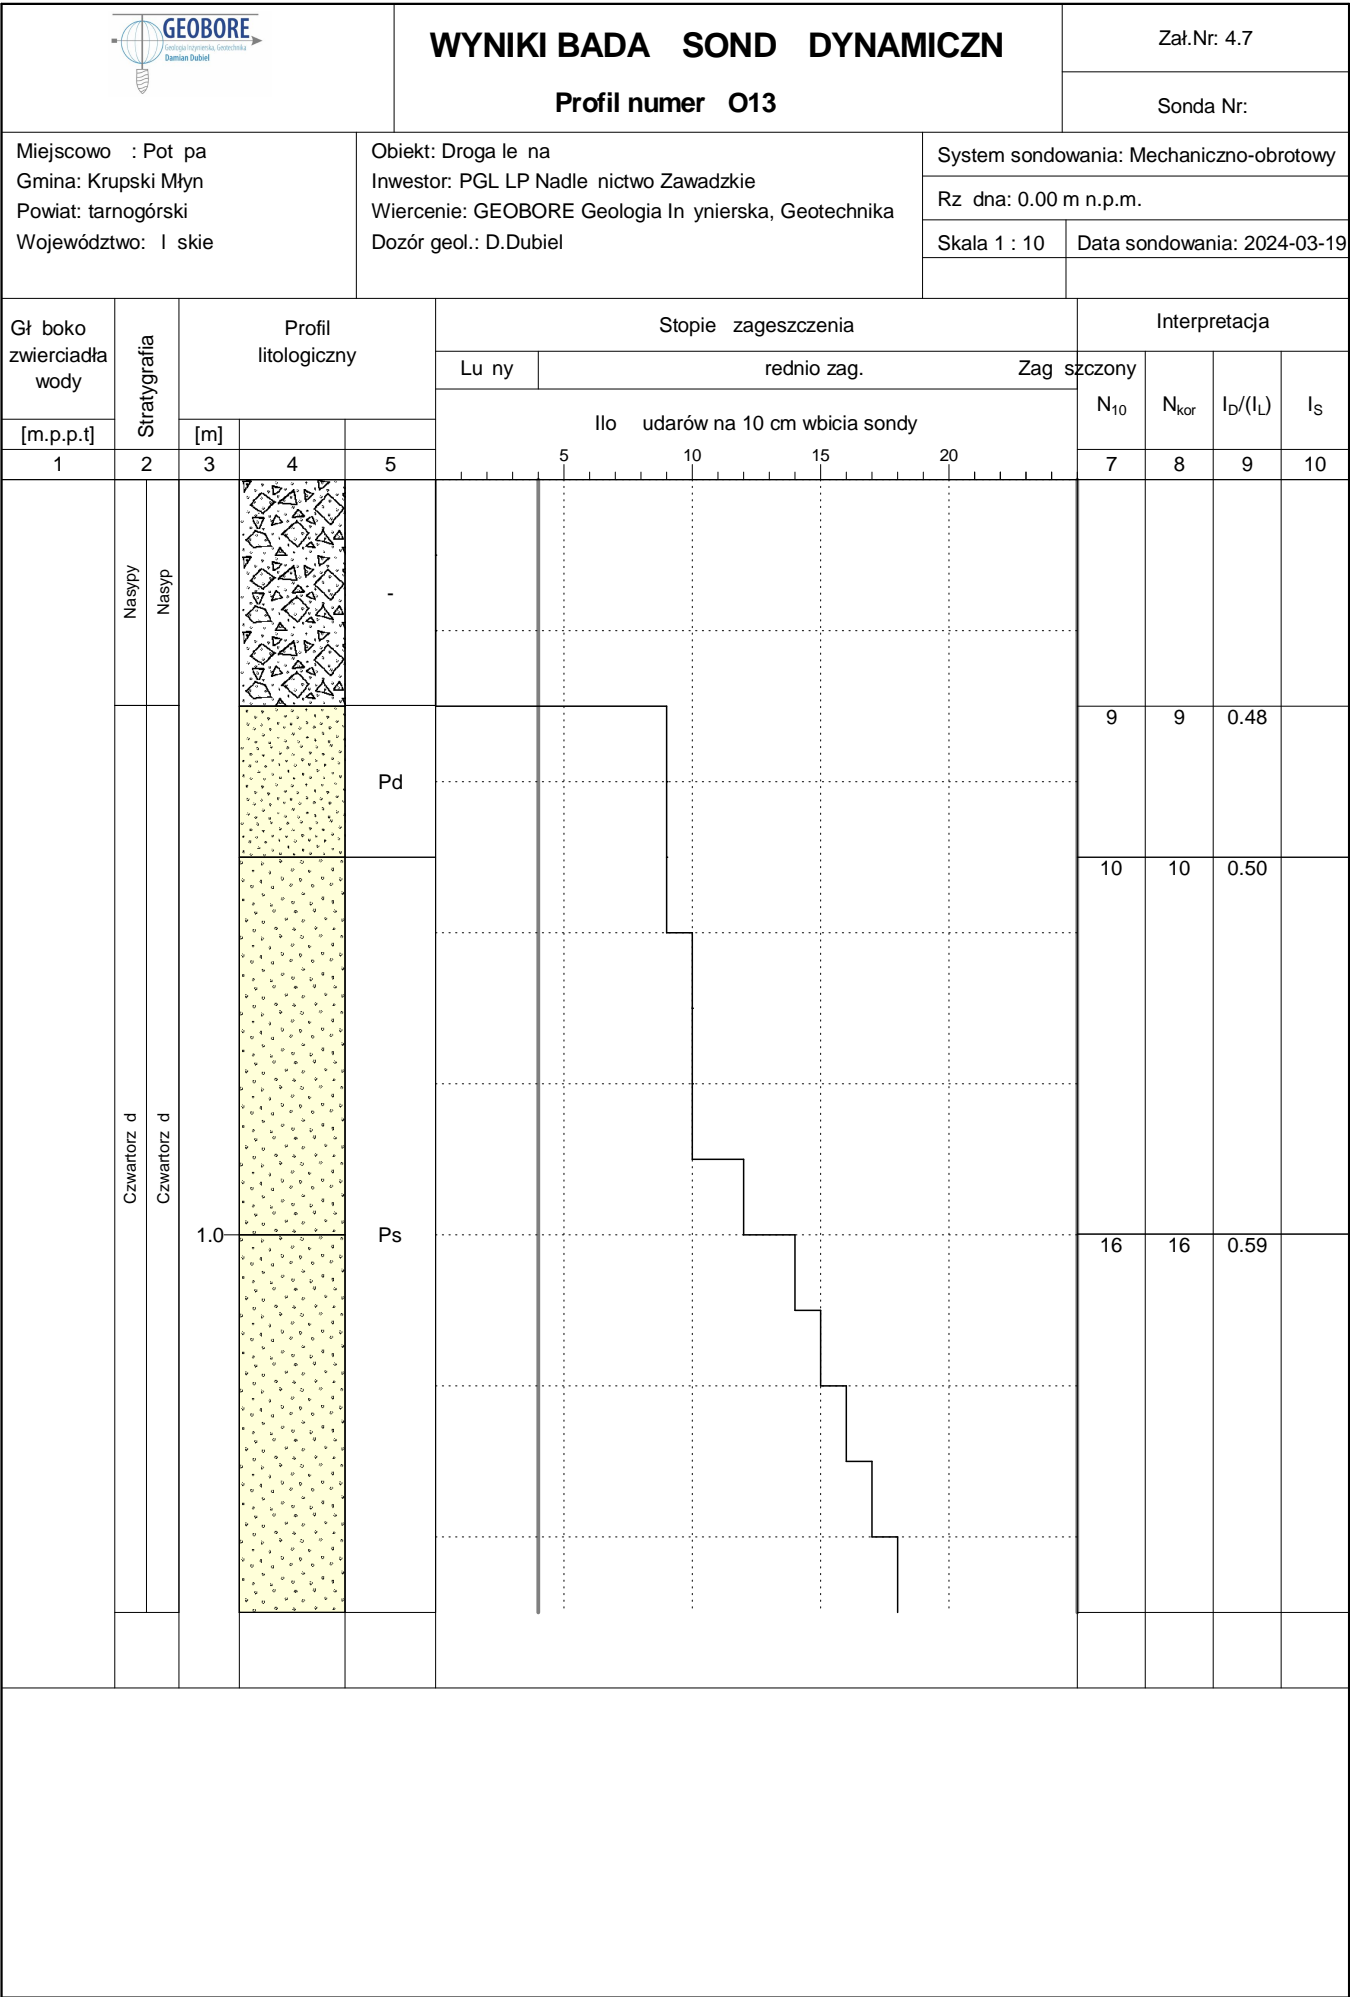 GEOBORE
Geologia Inżynierska, Geotechnika
Damian Dubiel
WYNIKI BADA SOND DYNAMICZN
Profil numer O13
Zał.Nr: 4.7
Sonda Nr:
Miejscowo : Pot pa
Gmina: Krupski Młyn
Powiat: tarnogórski
Województwo: l skie
Obiekt: Droga le na
Inwestor: PGL LP Nadle nictwo Zawadzkie
Wiercenie: GEOBORE Geologia In ynierska, Geotechnika
Dozór geol.: D.Dubiel
System sondowania: Mechaniczno-obrotowy
Rz dna: 0.00 m n.p.m.
Skala 1 : 10 Data sondowania: 2024-03-19
Gł boko
zwierciadła
wody
[m.p.p.t]
Stratygrafia
Profil
litologiczny
[m]
Stopie zageszczenia
Lu ny rednio zag. Zag szczony
Ilo udarów na 10 cm wbicia sondy
5 10 15 20
Interpretacja
N10 Nkor ID/(IL) IS
1 2 3 4 5 7 8 9 10
Nasypy
Nasyp
-
9 9 0.48
Pd
10 10 0.50
Czwartorz d
Czwartorz d
1.0
Ps
16 16 0.59